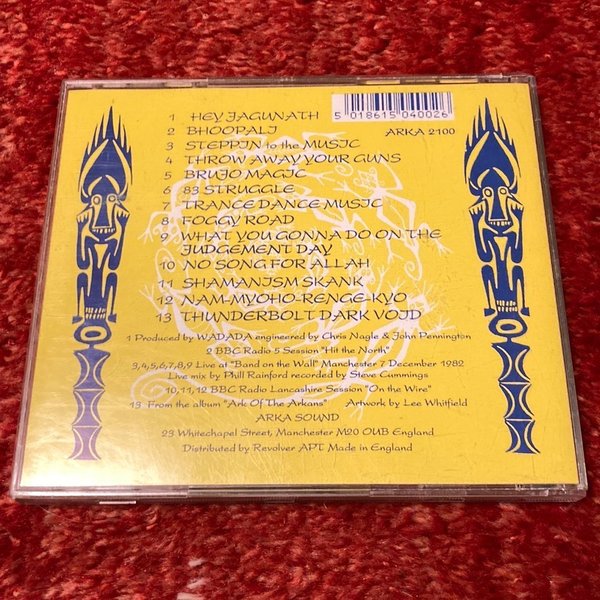 1 HEY JAGUNATH
2 BHOOPALI
3 STEPPIN to the MUSIC
4 THROW AWAY YOUR GUNS
5 BRUJO MAGIC
6 83 STRUGGLE
7 TRANCE DANCE MUSIC
8 FOGGY ROAD
9 WHAT YOU GONNA DO ON THE
JUDGEMENT DAY
10 NO SONG FOR ALLAH
11 SHAMANISM SKANK
12 NAM-MYOHO-RENGE-KYO
13 THUNDERBOLT DARK VOID
5 018615 040026
ARKA 2100
1 Produced by WADADA engineered by Chris Nagle & John Pennington
2 BBC Radio 5 Session "Hit the North"
3,4,5,6,7,8,9 Live at "Band on the Wall" Manchester 7 December 1982
Live mix by Phill Rainford recorded by Steve Cummings
10,11,12 BBC Radio Lancashire Session "On the Wire"
13 From the album "Ark Of The Arkans" Artwork by Lee Whitfield
ARKA SOUND
23 Whitechapel Street, Manchester M20 OUB England
Distributed by Revolver APT Made in England